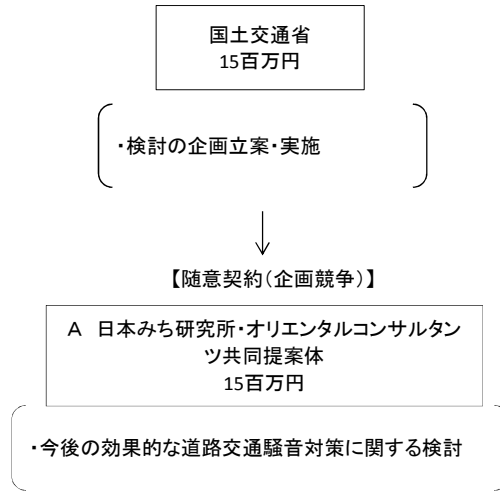 国土交通省
15百万円
・検討の企画立案・実施
【随意契約（企画競争）】
A　日本みち研究所・オリエンタルコンサルタン
ツ共同提案体
15百万円
・今後の効果的な道路交通騒音対策に関する検討